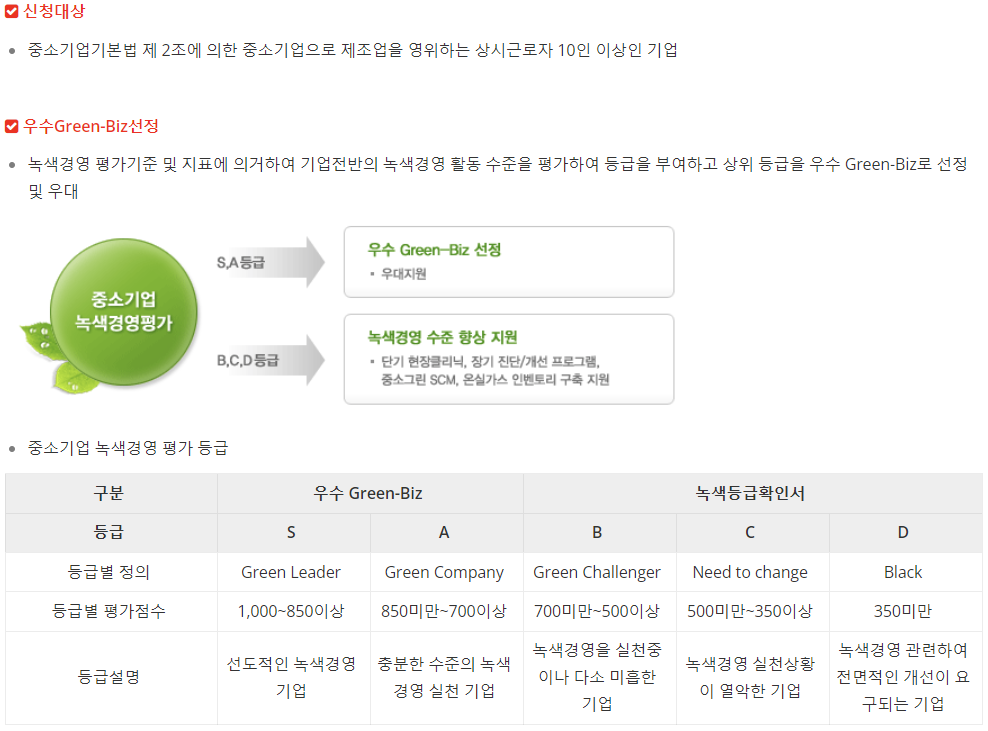 신청대상
중소기업기본법 제 2조에 의한 중소기업으로 제조업을 영위하는 상시근로자 10인 이상인 기업
우수Green-Biz선정
녹색경영 평가기준 및 지표에 의거하여 기업전반의 녹색경영 활동 수준을 평가하여 등급을 부여하고 상위 등급을 우수 Green-Biz로 선정
및 우대
중소기업
녹색경영평가
S,A등급
우수 Green-Biz 선정
• 우대지원
B,C,D등급
녹색경영 수준 향상 지원
• 단기 현장클리닉, 장기 진단/개선 프로그램,
중소그린 SCM, 온실가스 인벤토리 구축 지원
중소기업 녹색경영 평가 등급
구분 우수 Green-Biz 녹색등급확인서
등급 S A B C D
등급별 정의 Green Leader Green Company Green Challenger Need to change Black
등급별 평가점수 1,000~850이상 850미만~700이상 700미만~500이상 500미만~350이상 350미만
등급설명
선도적인 녹색경영
기업
충분한 수준의 녹색
경영 실천 기업
녹색경영을 실천중
이나 다소 미흡한
기업
녹색경영 실천상황
이 열악한 기업
녹색경영 관련하여
전면적인 개선이 요
구되는 기업